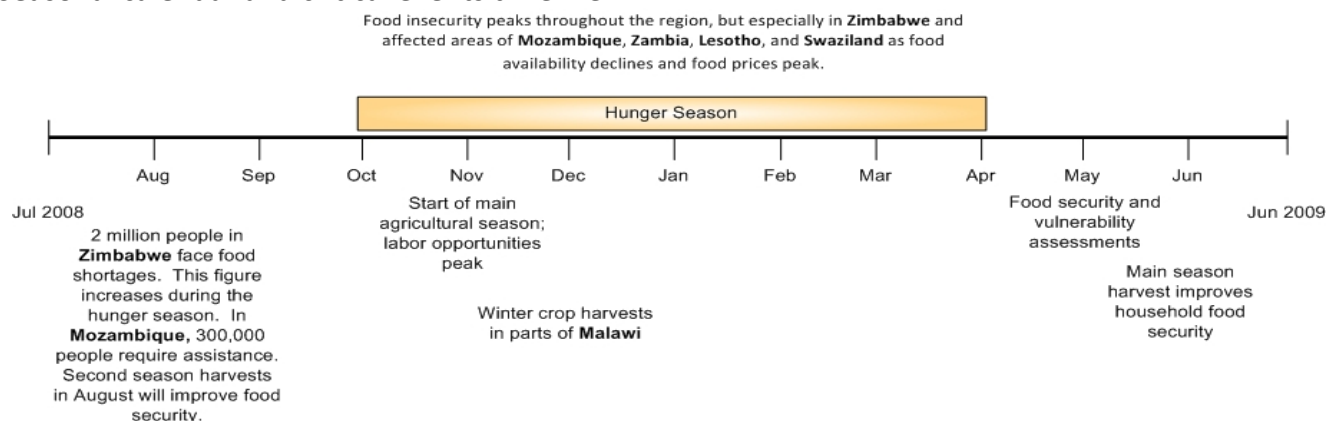 Food insecurity peaks throughout the region, but especially in Zimbabwe and
affected areas of Mozambique, Zambia, Lesotho, and Swaziland as food
availability declines and food prices peak.
Hunger Season
Aug Sep Oct Nov Dec Jan Feb Mar Apr May Jun
Jul 2008
Jun 2009
2 million people in
Zimbabwe face food
shortages. This figure
increases during the
hunger season. In
Mozambique, 300,000
people require assistance.
Second season harvests
in August will improve food
security.
Start of main
agricultural season;
labor opportunities
peak
Winter crop harvests
in parts of Malawi
Food security and
vulnerability
assessments
Main season
harvest improves
household food
security